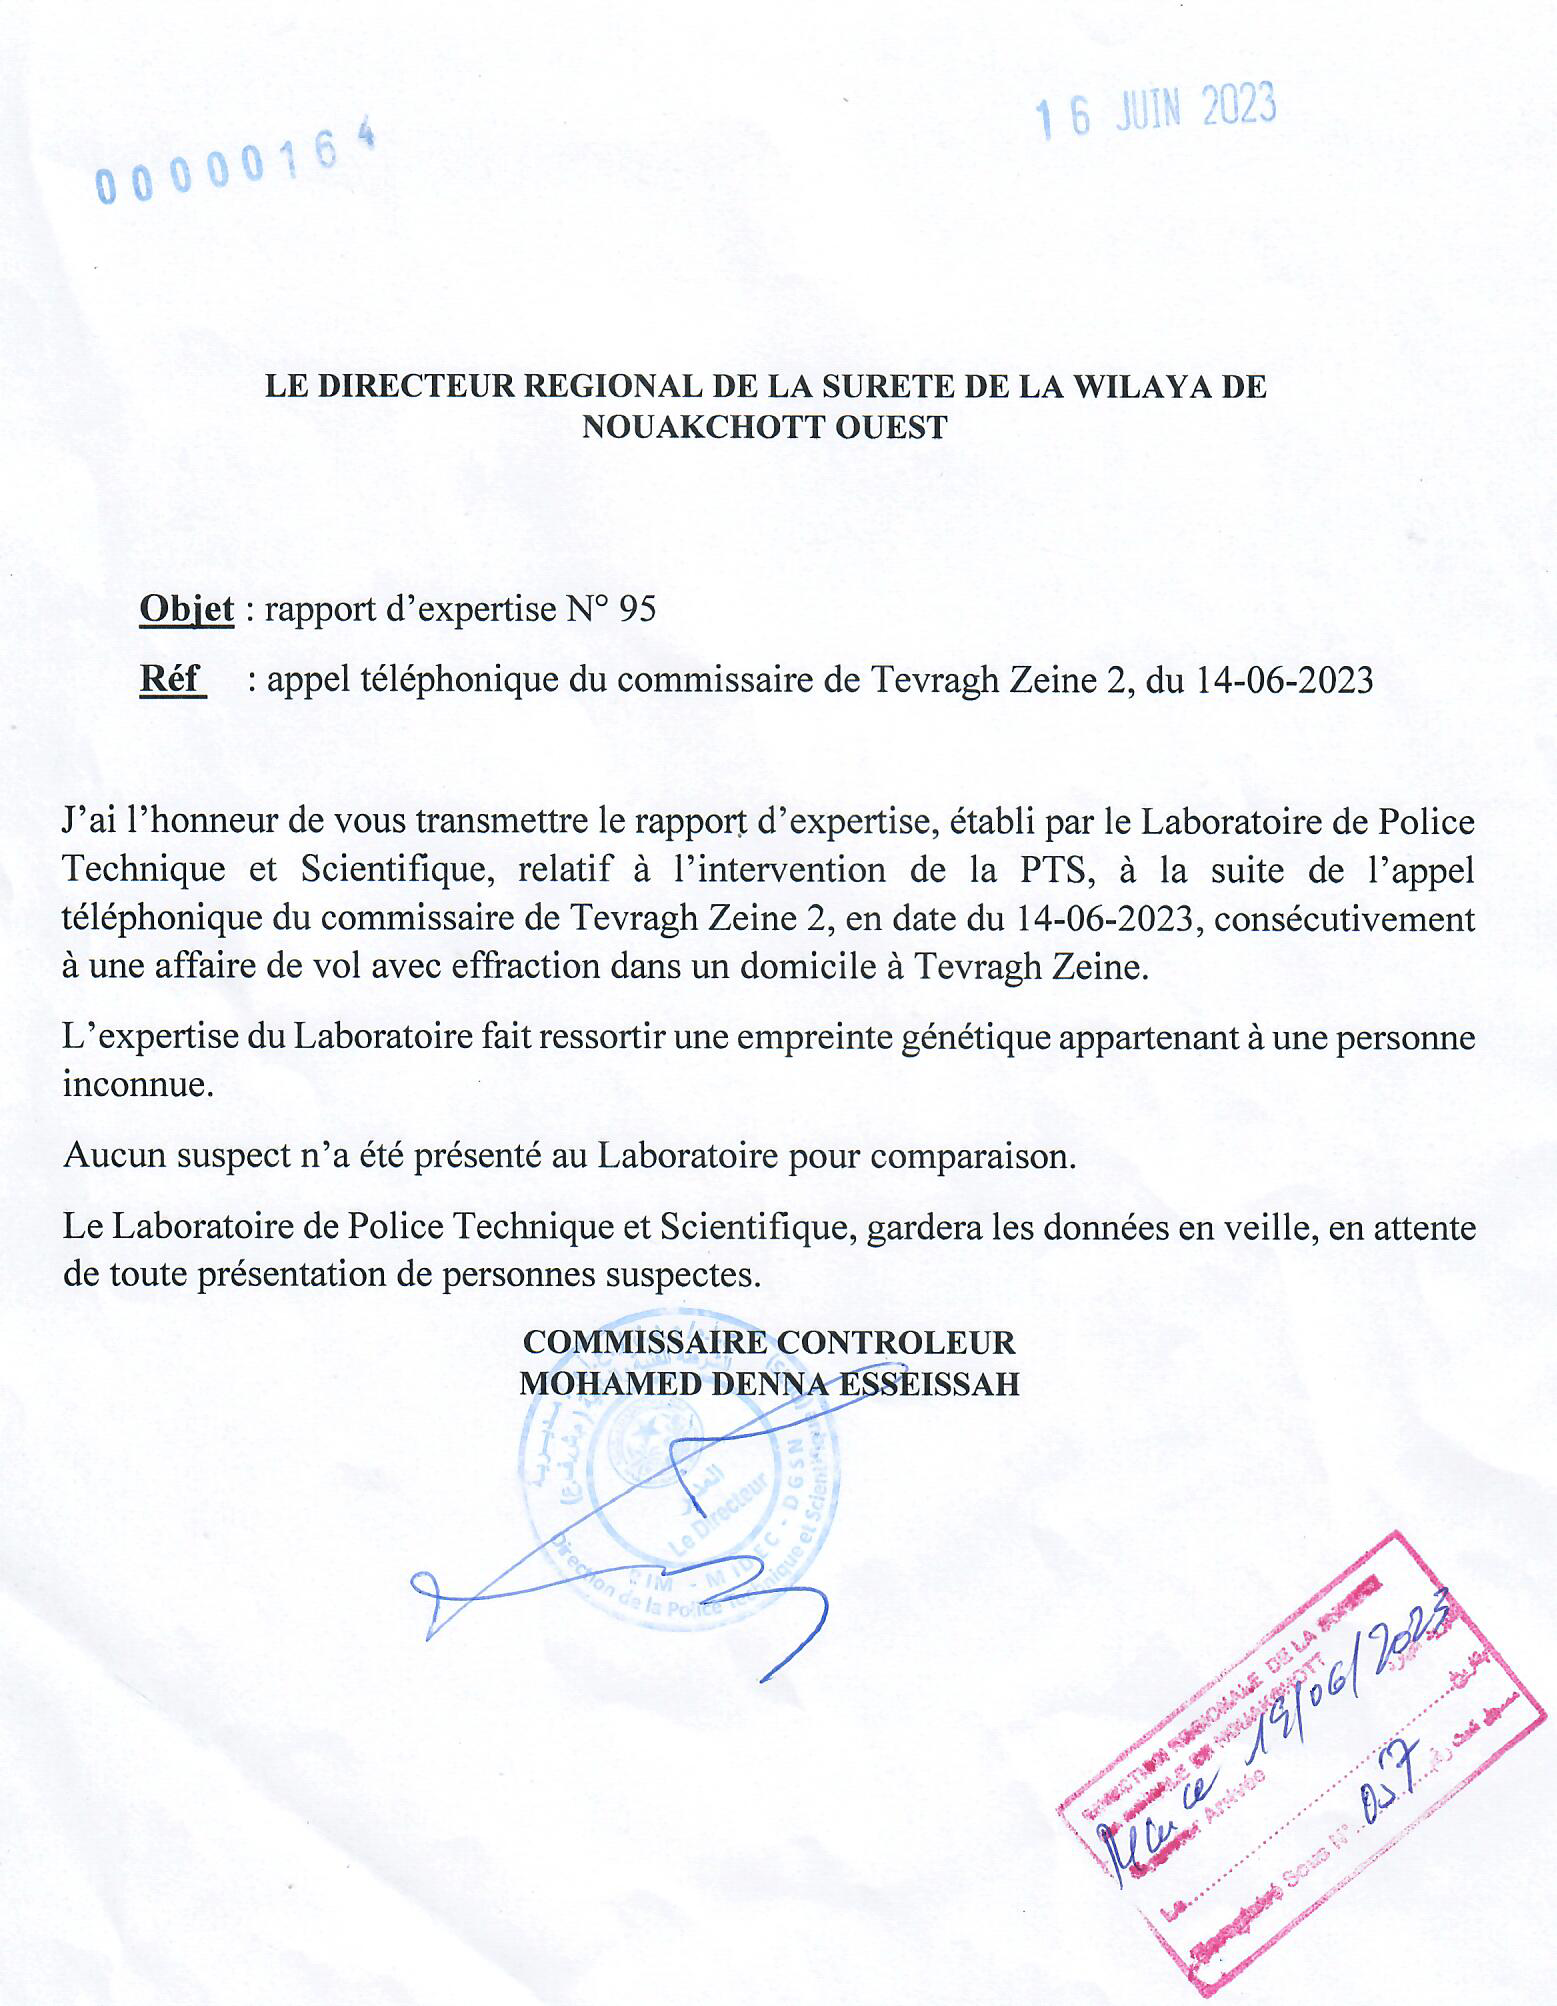 00000164
16 JUIN 2023
LE DIRECTEUR REGIONAL DE LA SURETE DE LA WILAYA DE
NOUAKCHOTT OUEST
Objet : rapport d’expertise N° 95
Réf : appel téléphonique du commissaire de Tevragh Zeine 2, du 14-06-2023
J’ai l’honneur de vous transmettre le rapport d’expertise, établi par le Laboratoire de Police
Technique et Scientifique, relatif à l’intervention de la PTS, à la suite de l’appel
téléphonique du commissaire de Tevragh Zeine 2, en date du 14-06-2023, consécutivement
à une affaire de vol avec effraction dans un domicile à Tevragh Zeine.
L’expertise du Laboratoire fait ressortir une empreinte génétique appartenant à une personne
inconnue.
Aucun suspect n’a été présenté au Laboratoire pour comparaison.
Le Laboratoire de Police Technique et Scientifique, gardera les données en veille, en attente
de toute présentation de personnes suspectes.
COMMISSAIRE CONTROLEUR
MOHAMED DENNA ESSEISSAH
المدير
Le Directeur
RIM - MIDEC - DGSN
Direction de la Police Technique et Scientifique
DIRECTION REGIONALE DE LA
DE NOUAKCHOTT
Arrivée
19/06/2023
Le
Enregistré Sous N°